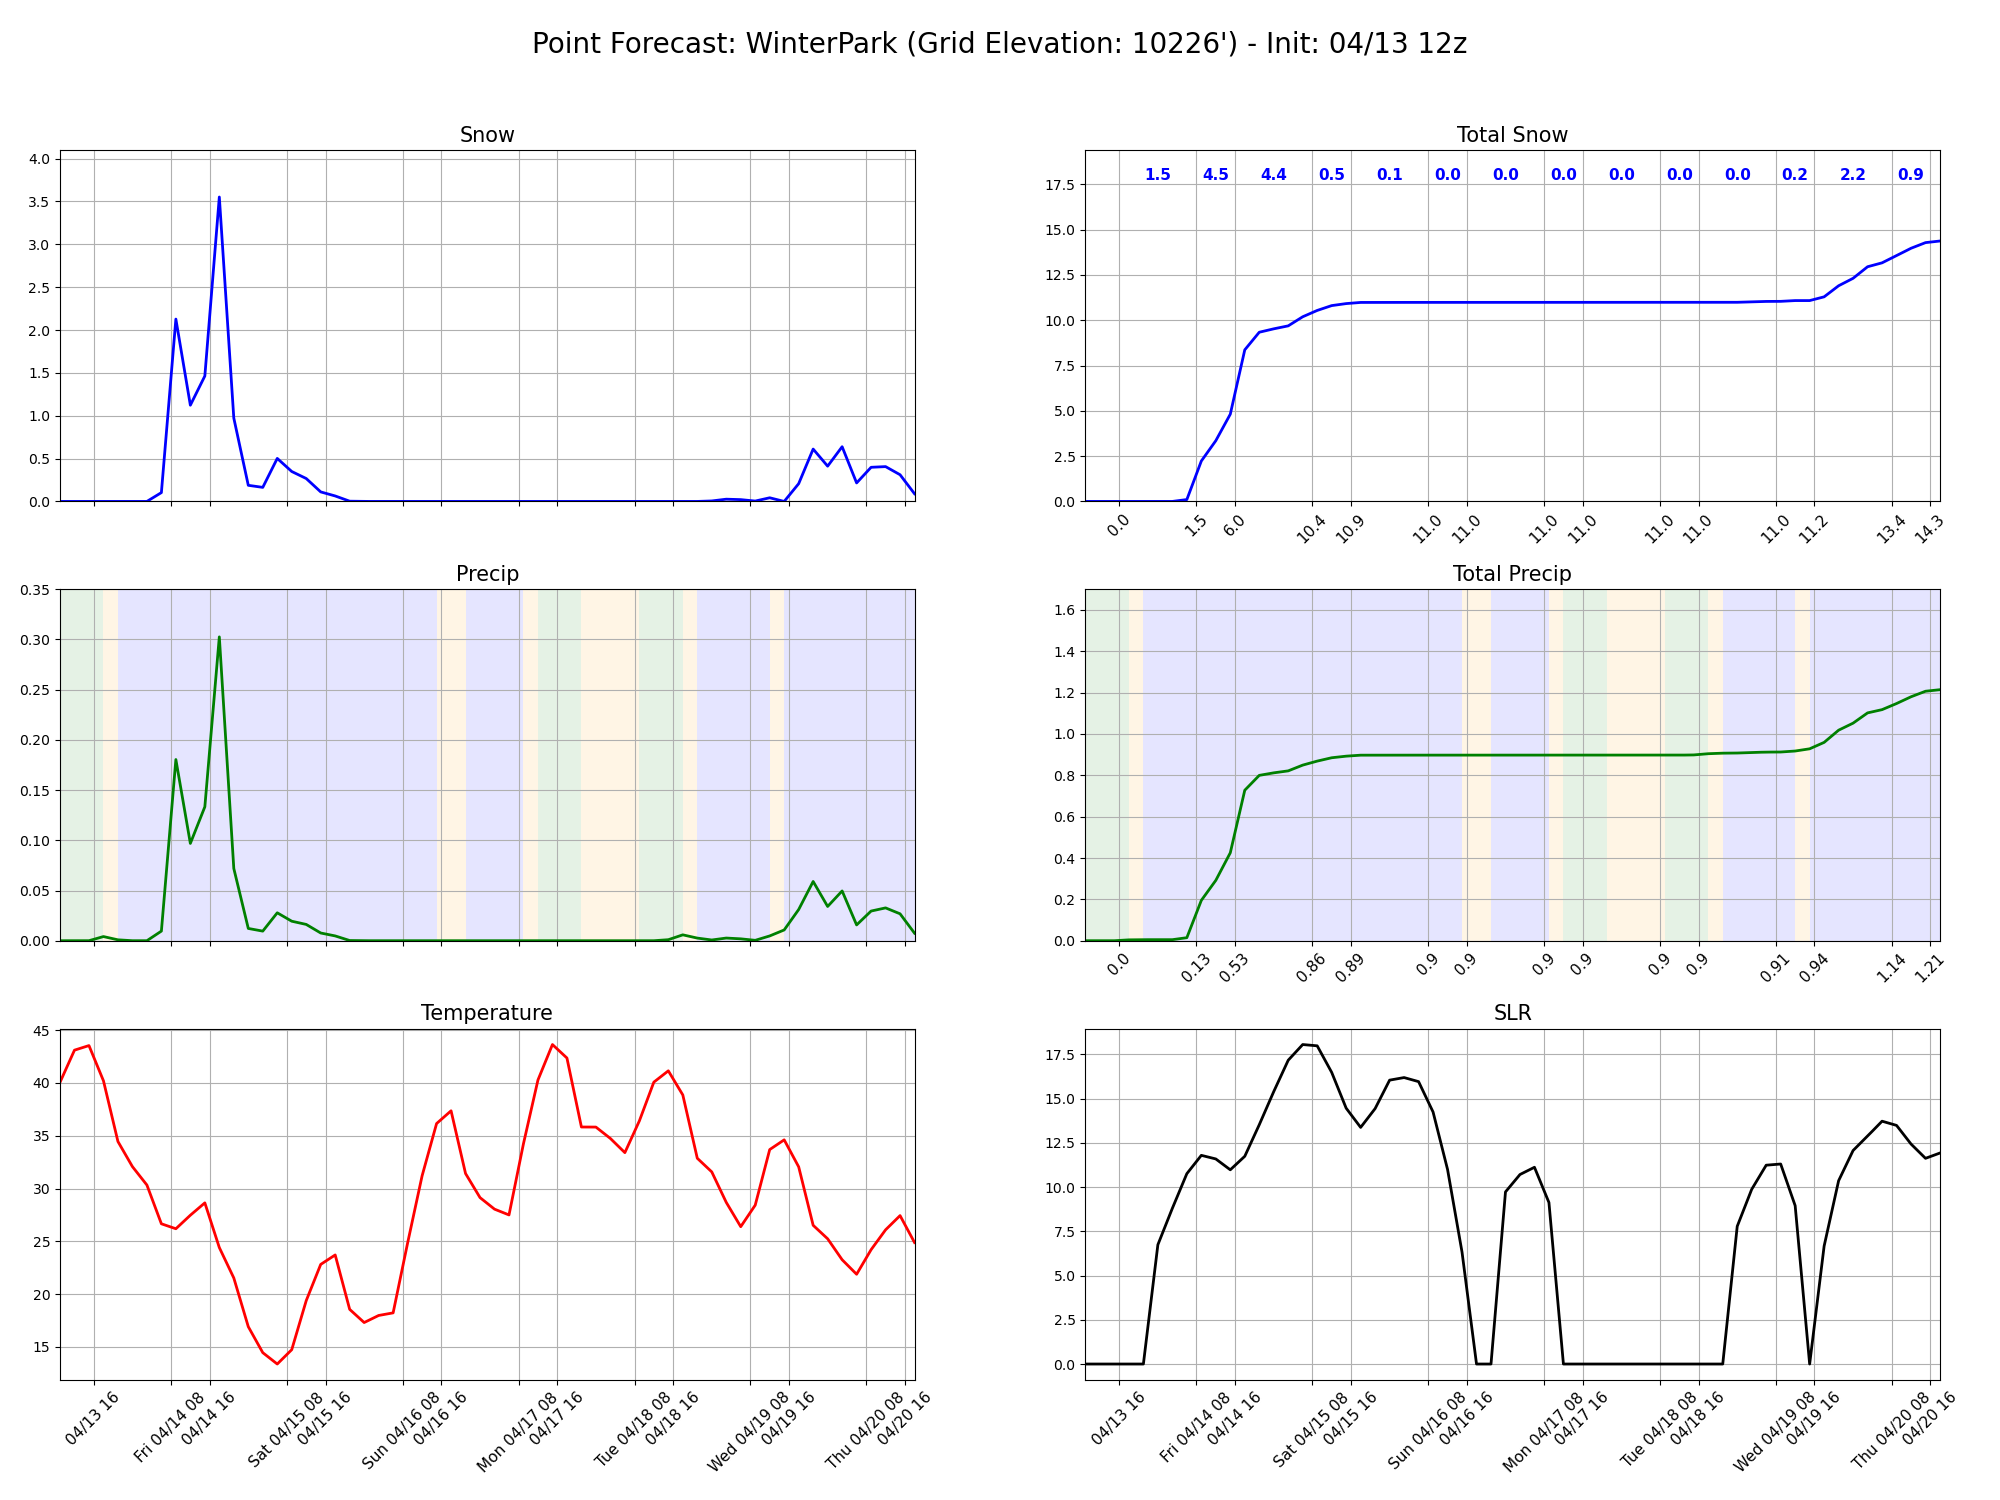 Point Forecast: WinterPark (Grid Elevation: 10226') - Init: 04/13 12z
Snow
4.0
3.5
3.0
2.5
2.0
1.5
1.0
0.5
0.0
Total Snow
1.5 4.5 4.4 0.5 0.1 0.0 0.0 0.0 0.0 0.0 0.0 0.2 2.2 0.9
17.5
15.0
12.5
10.0
7.5
5.0
2.5
0.0
0.0 1.5 6.0 10.4 10.9 11.0 11.0 11.0 11.0 11.0 11.0 11.0 11.2 13.4 14.3
Precip
0.35
0.30
0.25
0.20
0.15
0.10
0.05
0.00
Total Precip
1.6
1.4
1.2
1.0
0.8
0.6
0.4
0.2
0.0
0.0 0.13 0.53 0.86 0.89 0.9 0.9 0.9 0.9 0.9 0.9 0.91 0.94 1.14 1.21
Temperature
45
40
35
30
25
20
15
04/13 16
Fri 04/14 08
04/14 16
Sat 04/15 08
04/15 16
Sun 04/16 08
04/16 16
Mon 04/17 08
04/17 16
Tue 04/18 08
04/18 16
Wed 04/19 08
04/19 16
Thu 04/20 08
04/20 16
SLR
17.5
15.0
12.5
10.0
7.5
5.0
2.5
0.0
04/13 16
Fri 04/14 08
04/14 16
Sat 04/15 08
04/15 16
Sun 04/16 08
04/16 16
Mon 04/17 08
04/17 16
Tue 04/18 08
04/18 16
Wed 04/19 08
04/19 16
Thu 04/20 08
04/20 16